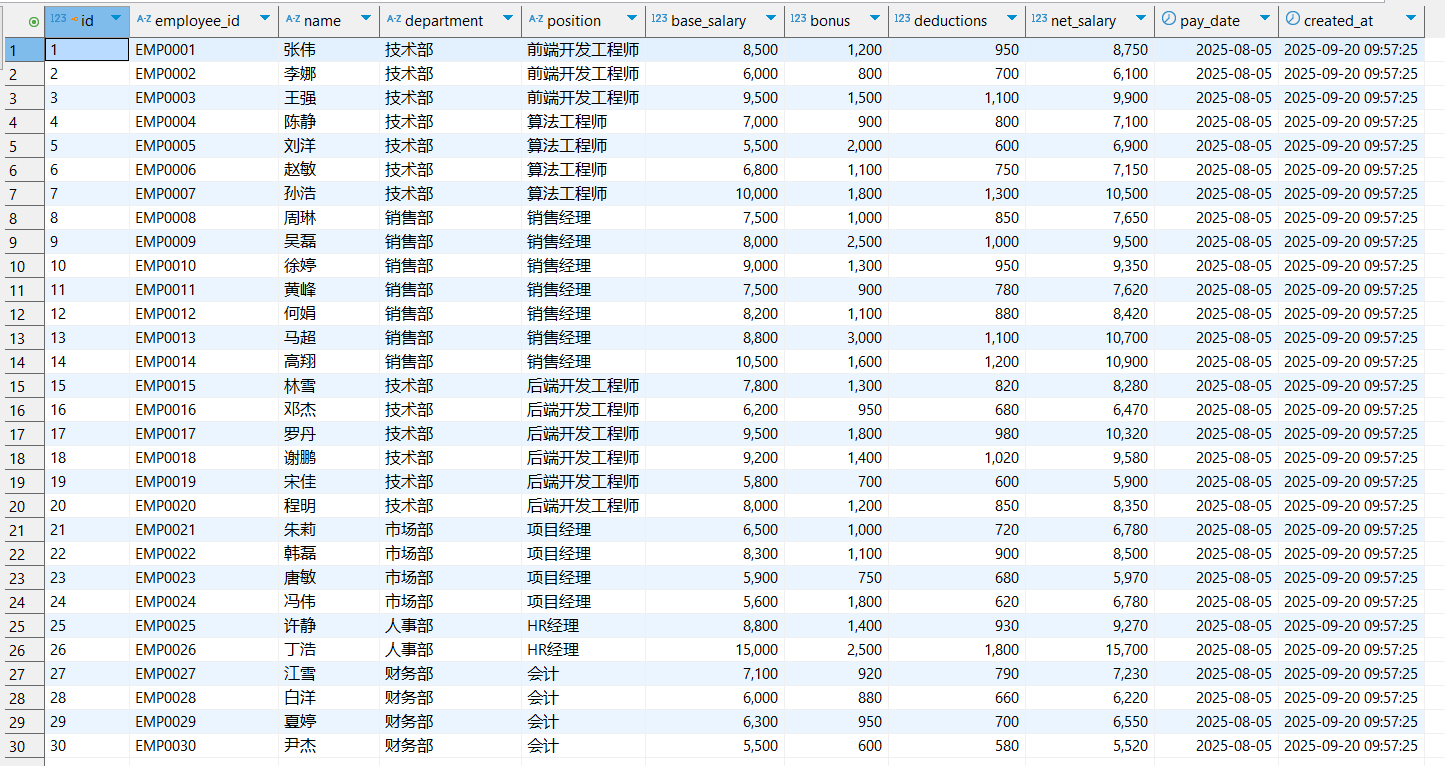 123 id A-Z employee_id A-Z name A-Z department A-Z position 123 base_salary 123 bonus 123 deductions 123 net_salary pay_date created_at
1 1 EMP0001 张伟 技术部 前端开发工程师 8,500 1,200 950 8,750 2025-08-05 2025-09-20 09:57:25
2 2 EMP0002 李娜 技术部 前端开发工程师 6,000 800 700 6,100 2025-08-05 2025-09-20 09:57:25
3 3 EMP0003 王强 技术部 前端开发工程师 9,500 1,500 1,100 9,900 2025-08-05 2025-09-20 09:57:25
4 4 EMP0004 陈静 技术部 算法工程师 7,000 900 800 7,100 2025-08-05 2025-09-20 09:57:25
5 5 EMP0005 刘洋 技术部 算法工程师 5,500 2,000 600 6,900 2025-08-05 2025-09-20 09:57:25
6 6 EMP0006 赵敏 技术部 算法工程师 6,800 1,100 750 7,150 2025-08-05 2025-09-20 09:57:25
7 7 EMP0007 孙浩 技术部 算法工程师 10,000 1,800 1,300 10,500 2025-08-05 2025-09-20 09:57:25
8 8 EMP0008 周琳 销售部 销售经理 7,500 1,000 850 7,650 2025-08-05 2025-09-20 09:57:25
9 9 EMP0009 吴磊 销售部 销售经理 8,000 2,500 1,000 9,500 2025-08-05 2025-09-20 09:57:25
10 10 EMP0010 徐婷 销售部 销售经理 9,000 1,300 950 9,350 2025-08-05 2025-09-20 09:57:25
11 11 EMP0011 黄峰 销售部 销售经理 7,500 900 780 7,620 2025-08-05 2025-09-20 09:57:25
12 12 EMP0012 何娟 销售部 销售经理 8,200 1,100 880 8,420 2025-08-05 2025-09-20 09:57:25
13 13 EMP0013 马超 销售部 销售经理 8,800 3,000 1,100 10,700 2025-08-05 2025-09-20 09:57:25
14 14 EMP0014 高翔 销售部 销售经理 10,500 1,600 1,200 10,900 2025-08-05 2025-09-20 09:57:25
15 15 EMP0015 林雪 技术部 后端开发工程师 7,800 1,300 820 8,280 2025-08-05 2025-09-20 09:57:25
16 16 EMP0016 邓杰 技术部 后端开发工程师 6,200 950 680 6,470 2025-08-05 2025-09-20 09:57:25
17 17 EMP0017 罗丹 技术部 后端开发工程师 9,500 1,800 980 10,320 2025-08-05 2025-09-20 09:57:25
18 18 EMP0018 谢鹏 技术部 后端开发工程师 9,200 1,400 1,020 9,580 2025-08-05 2025-09-20 09:57:25
19 19 EMP0019 宋佳 技术部 后端开发工程师 5,800 700 600 5,900 2025-08-05 2025-09-20 09:57:25
20 20 EMP0020 程明 技术部 后端开发工程师 8,000 1,200 850 8,350 2025-08-05 2025-09-20 09:57:25
21 21 EMP0021 朱莉 市场部 项目经理 6,500 1,000 720 6,780 2025-08-05 2025-09-20 09:57:25
22 22 EMP0022 韩磊 市场部 项目经理 8,300 1,100 900 8,500 2025-08-05 2025-09-20 09:57:25
23 23 EMP0023 唐敏 市场部 项目经理 5,900 750 680 5,970 2025-08-05 2025-09-20 09:57:25
24 24 EMP0024 冯伟 市场部 项目经理 5,600 1,800 620 6,780 2025-08-05 2025-09-20 09:57:25
25 25 EMP0025 许静 人事部 HR经理 8,800 1,400 930 9,270 2025-08-05 2025-09-20 09:57:25
26 26 EMP0026 丁浩 人事部 HR经理 15,000 2,500 1,800 15,700 2025-08-05 2025-09-20 09:57:25
27 27 EMP0027 江雪 财务部 会计 7,100 920 790 7,230 2025-08-05 2025-09-20 09:57:25
28 28 EMP0028 白洋 财务部 会计 6,000 880 660 6,220 2025-08-05 2025-09-20 09:57:25
29 29 EMP0029 夏婷 财务部 会计 6,300 950 700 6,550 2025-08-05 2025-09-20 09:57:25
30 30 EMP0030 尹杰 财务部 会计 5,500 600 580 5,520 2025-08-05 2025-09-20 09:57:25